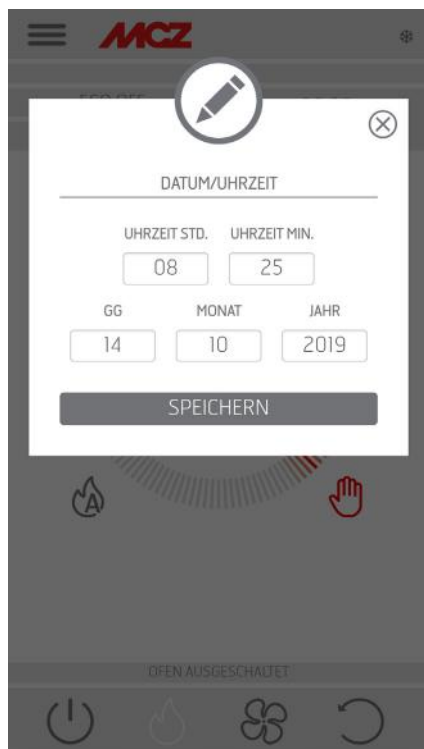 MCZ
DATUM/UHRZEIT
UHRZEIT STD. UHRZEIT MIN.
08 25
GG MONAT JAHR
14 10 2019
SPEICHERN
A
OFEN AUSGESCHALTET